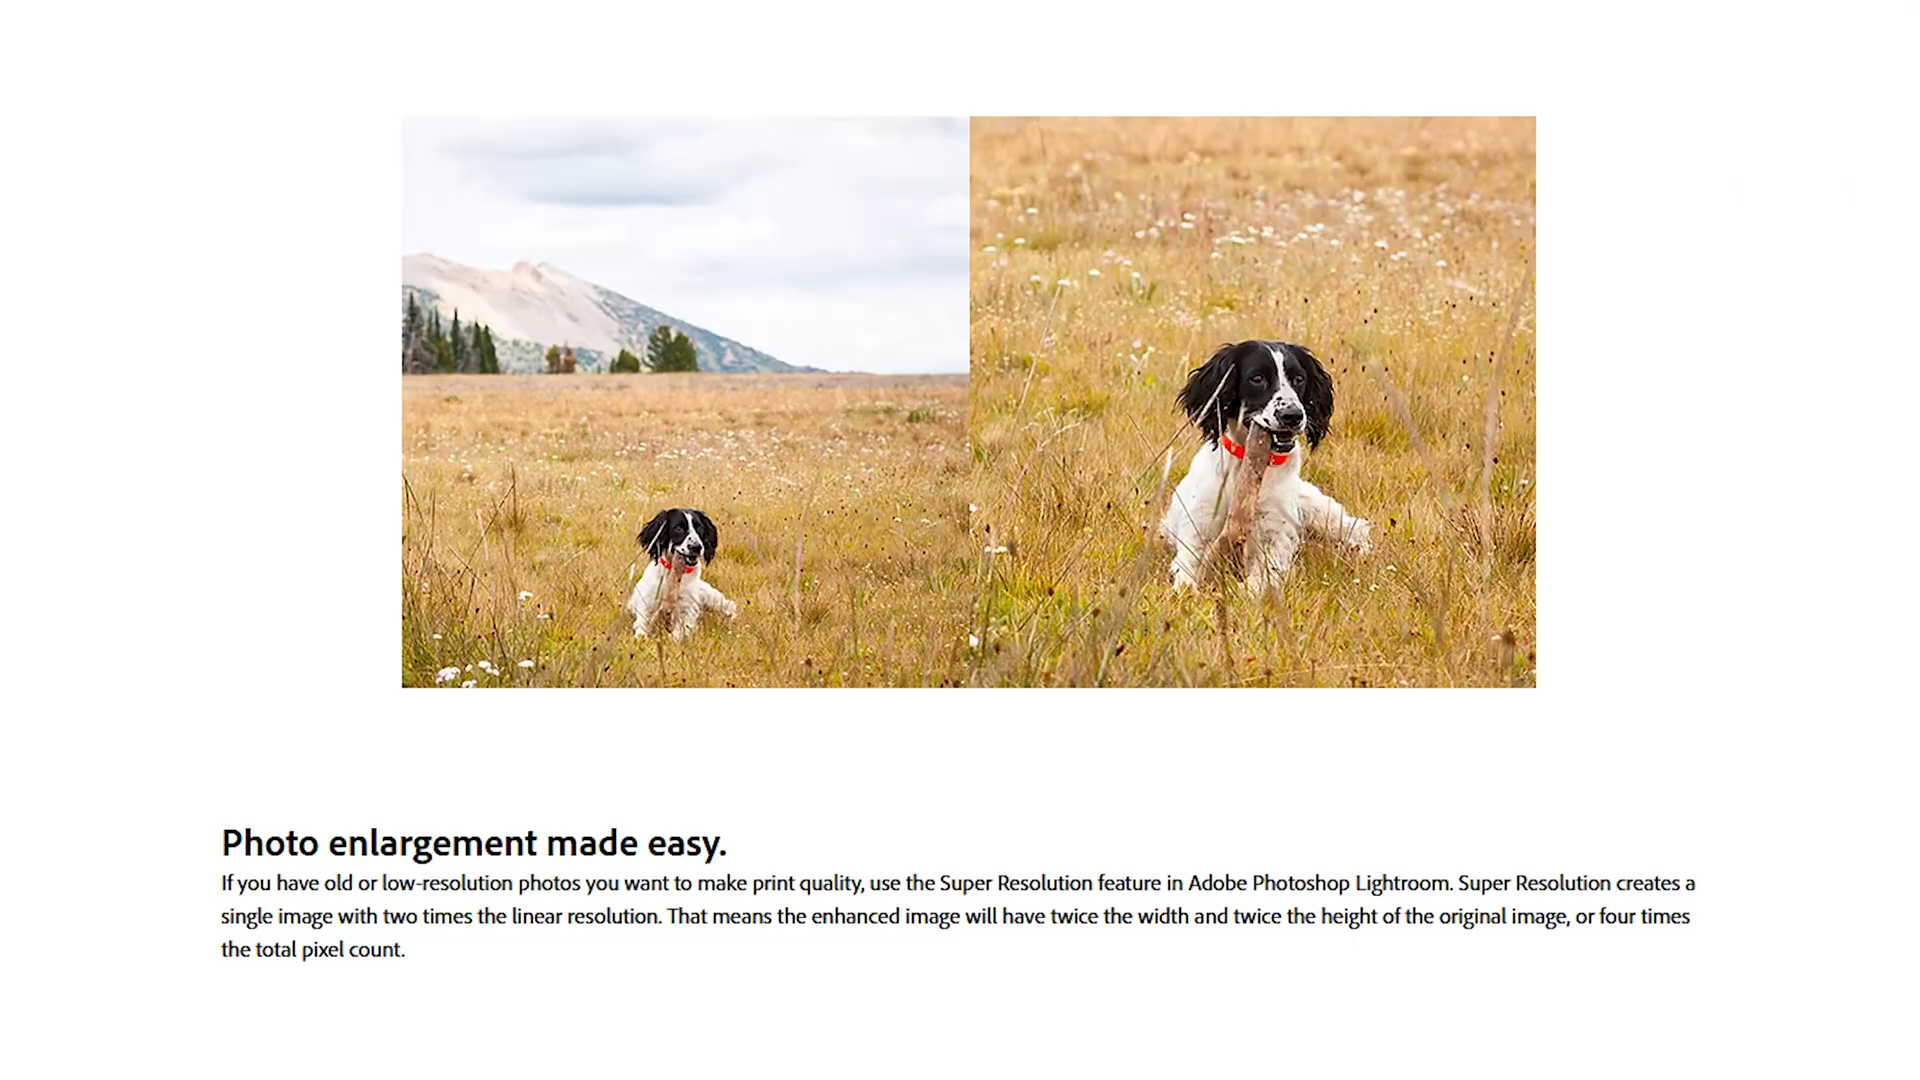 Photo enlargement made easy.
If you have old or low-resolution photos you want to make print quality, use the Super Resolution feature in Adobe Photoshop Lightroom. Super Resolution creates a
single image with two times the linear resolution. That means the enhanced image will have twice the width and twice the height of the original image, or four times
the total pixel count.